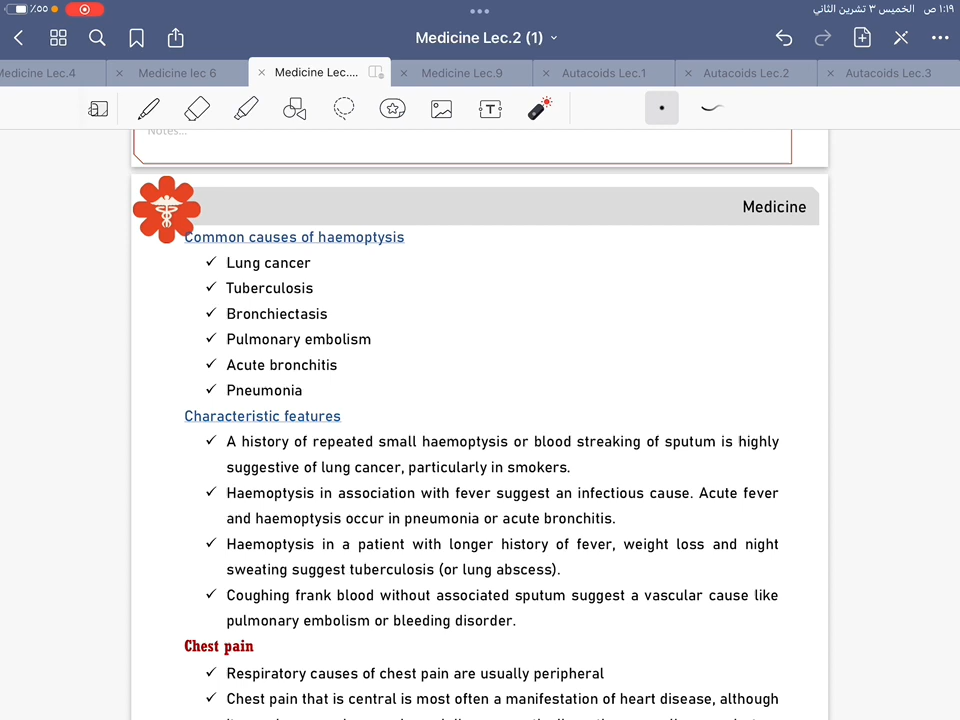 ٪٥٠
١:١٩ ص الخميس ٣ تشرين الثاني
Medicine Lec.2 (1)
Medicine Lec.4
Medicine lec 6
Medicine Lec....
Medicine Lec.9
Autacoids Lec.1
Autacoids Lec.2
Autacoids Lec.3
T
Notes...
Medicine
Common causes of haemoptysis
✓ Lung cancer
✓ Tuberculosis
✓ Bronchiectasis
✓ Pulmonary embolism
✓ Acute bronchitis
✓ Pneumonia
Characteristic features
✓ A history of repeated small haemoptysis or blood streaking of sputum is highly
suggestive of lung cancer, particularly in smokers.
✓ Haemoptysis in association with fever suggest an infectious cause. Acute fever
and haemoptysis occur in pneumonia or acute bronchitis.
✓ Haemoptysis in a patient with longer history of fever, weight loss and night
sweating suggest tuberculosis (or lung abscess).
✓ Coughing frank blood without associated sputum suggest a vascular cause like
pulmonary embolism or bleeding disorder.
Chest pain
✓ Respiratory causes of chest pain are usually peripheral
✓ Chest pain that is central is most often a manifestation of heart disease, although